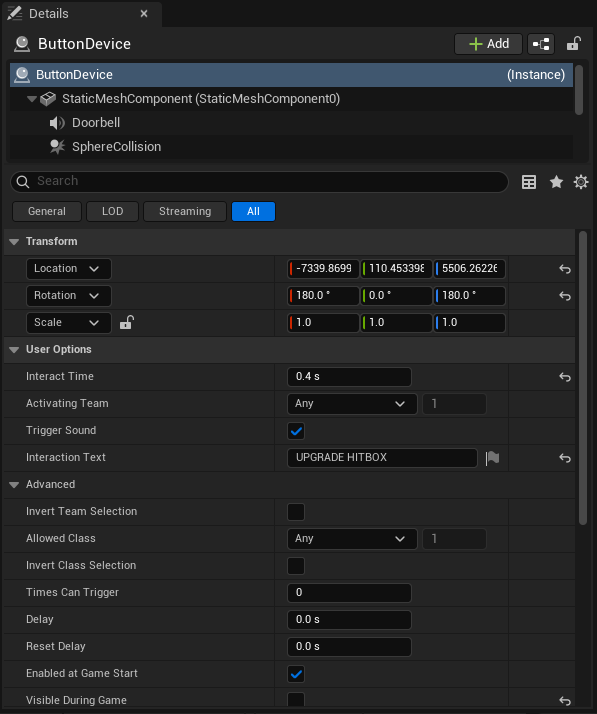 Details
ButtonDevice
Add
ButtonDevice (Instance)
StaticMeshComponent (StaticMeshComponent0)
Doorbell
SphereCollision
Search
General LOD Streaming All
Transform
Location -7339.8699 110.453398 5506.26226
Rotation 180.0 ° 0.0 ° 180.0 °
Scale 1.0 1.0 1.0
User Options
Interact Time 0.4 s
Activating Team Any 1
Trigger Sound
Interaction Text UPGRADE HITBOX
Advanced
Invert Team Selection
Allowed Class Any 1
Invert Class Selection
Times Can Trigger 0
Delay 0.0 s
Reset Delay 0.0 s
Enabled at Game Start
Visible During Game